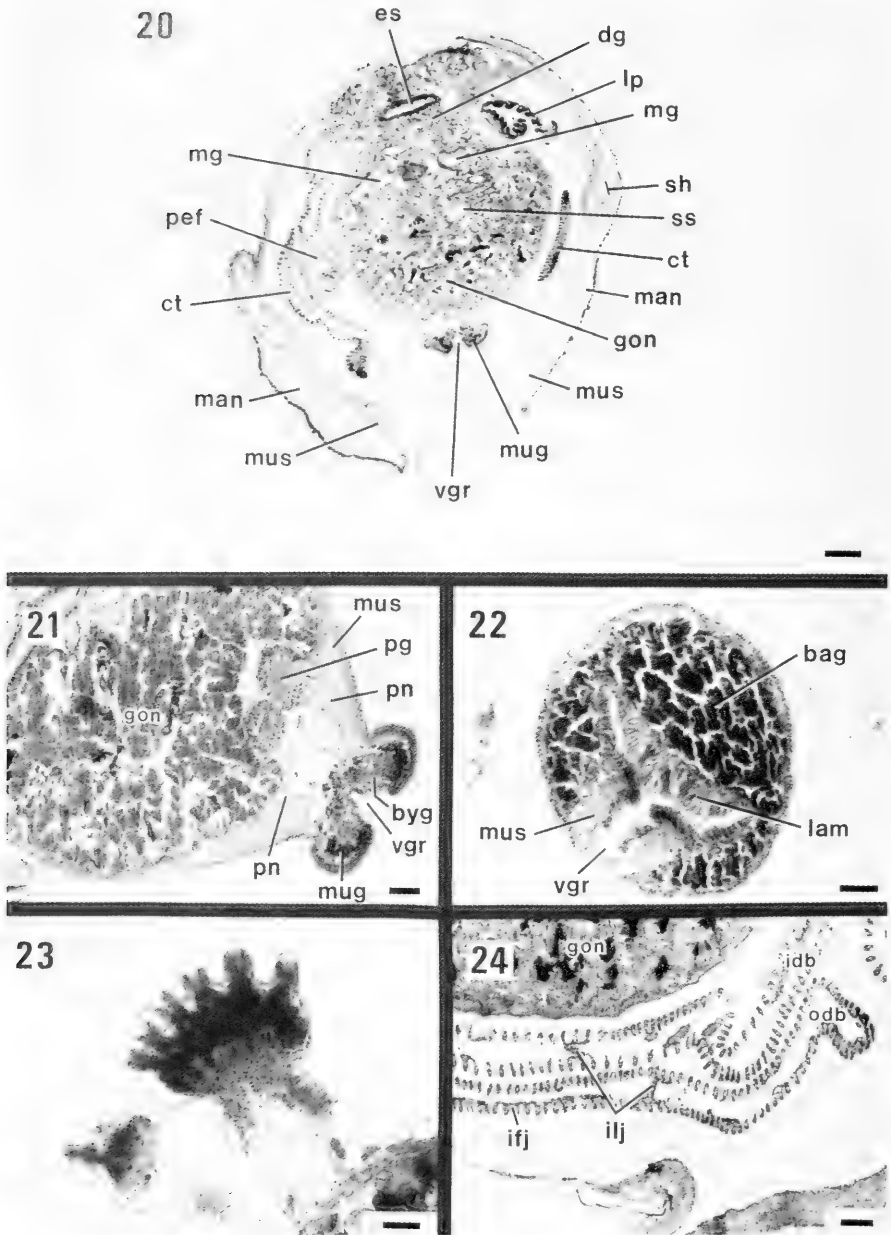 20
es
dg
lp
mg
mg
sh
pef
ss
ct
ct
man
gon
man
mus
mus
mug
vgr
21
mus
pg
gon
pn
byg
vgr
pn
mug
22
bag
mus
lam
vgr
23
24
gon
idb
odb
ifj
ilj